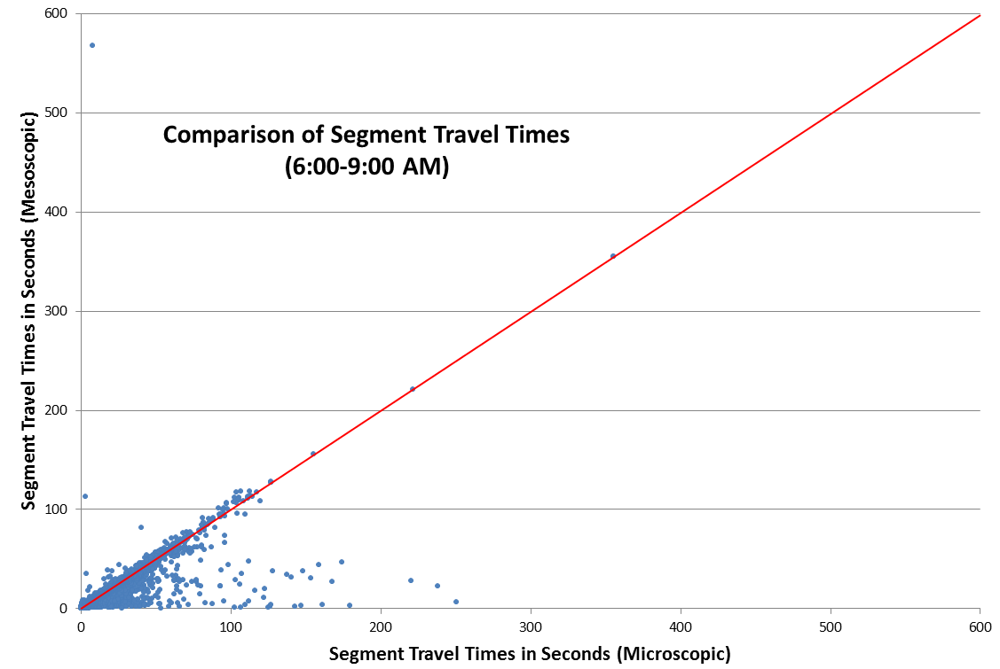 600
500
400
300
200
100
0
Comparison of Segment Travel Times
(6:00-9:00 AM)
Segment Travel Times in Seconds (Mesoscopic)
0 100 200 300 400 500 600
Segment Travel Times in Seconds (Microscopic)